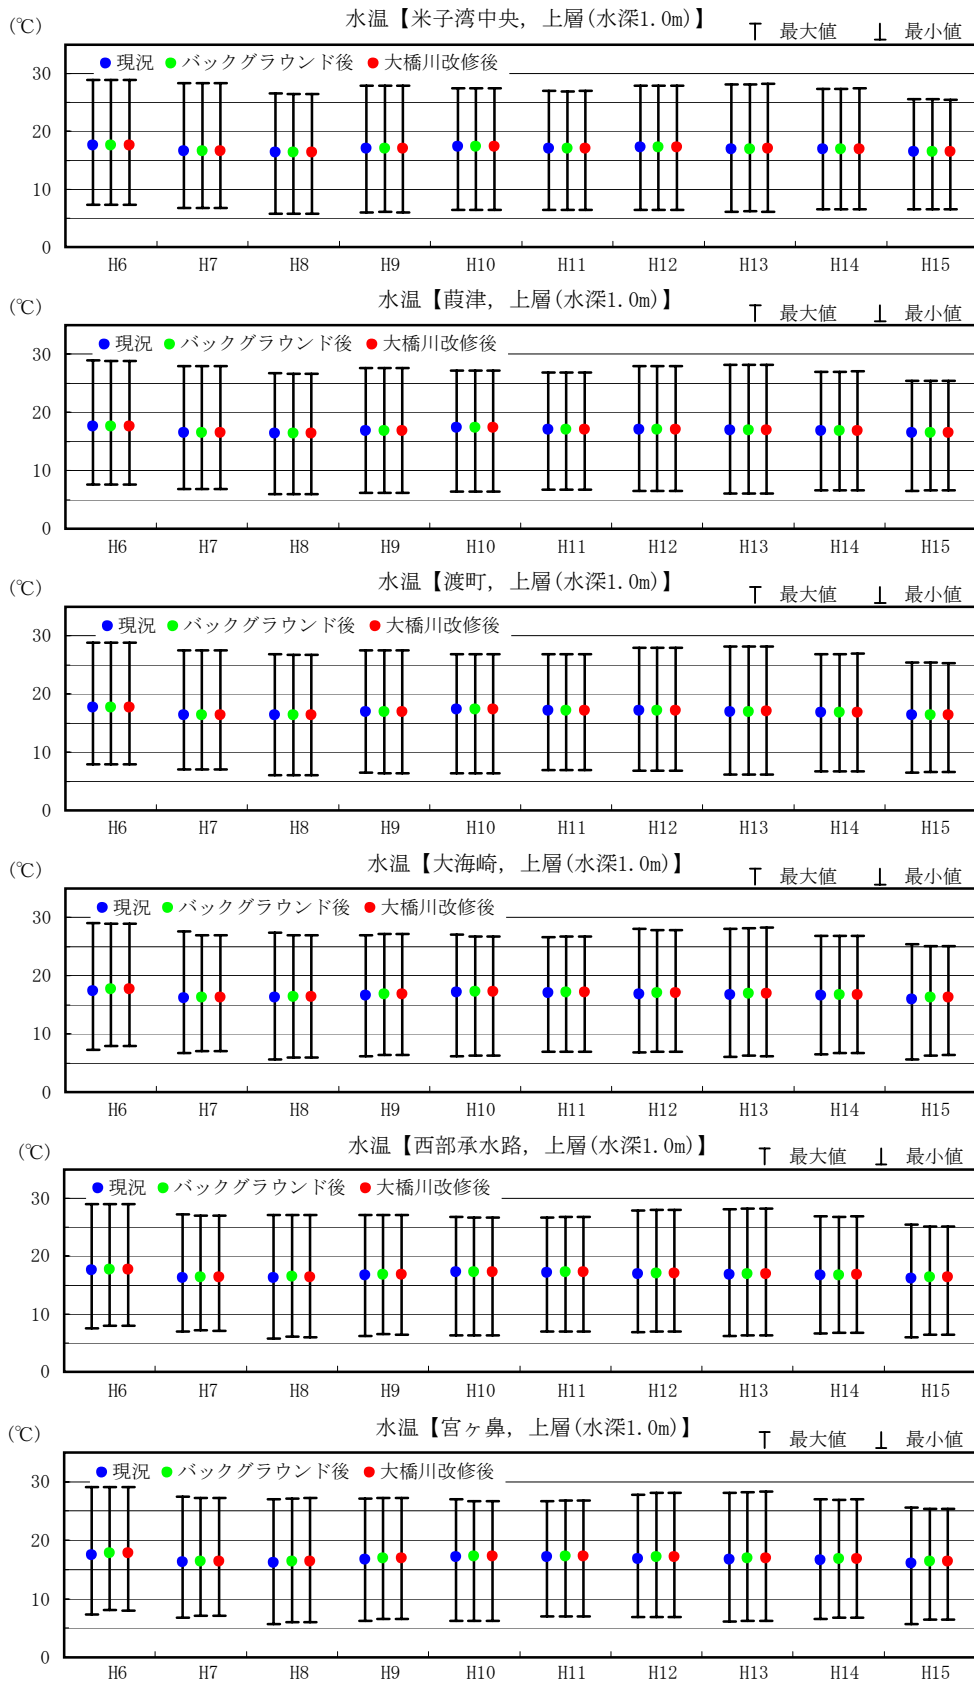 水温【米子湾中央, 上層(水深1.0m)】
(℃) 最大値 最小値
現況 バックグラウンド後 大橋川改修後
30
20
10
0
H6 H7 H8 H9 H10 H11 H12 H13 H14 H15
水温【葭津, 上層(水深1.0m)】
(℃) 最大値 最小値
現況 バックグラウンド後 大橋川改修後
30
20
10
0
H6 H7 H8 H9 H10 H11 H12 H13 H14 H15
水温【渡町, 上層(水深1.0m)】
(℃) 最大値 最小値
現況 バックグラウンド後 大橋川改修後
30
20
10
0
H6 H7 H8 H9 H10 H11 H12 H13 H14 H15
水温【大海崎, 上層(水深1.0m)】
(℃) 最大値 最小値
現況 バックグラウンド後 大橋川改修後
30
20
10
0
H6 H7 H8 H9 H10 H11 H12 H13 H14 H15
水温【西部承水路, 上層(水深1.0m)】
(℃) 最大値 最小値
現況 バックグラウンド後 大橋川改修後
30
20
10
0
H6 H7 H8 H9 H10 H11 H12 H13 H14 H15
水温【宮ヶ鼻, 上層(水深1.0m)】
(℃) 最大値 最小値
現況 バックグラウンド後 大橋川改修後
30
20
10
0
H6 H7 H8 H9 H10 H11 H12 H13 H14 H15